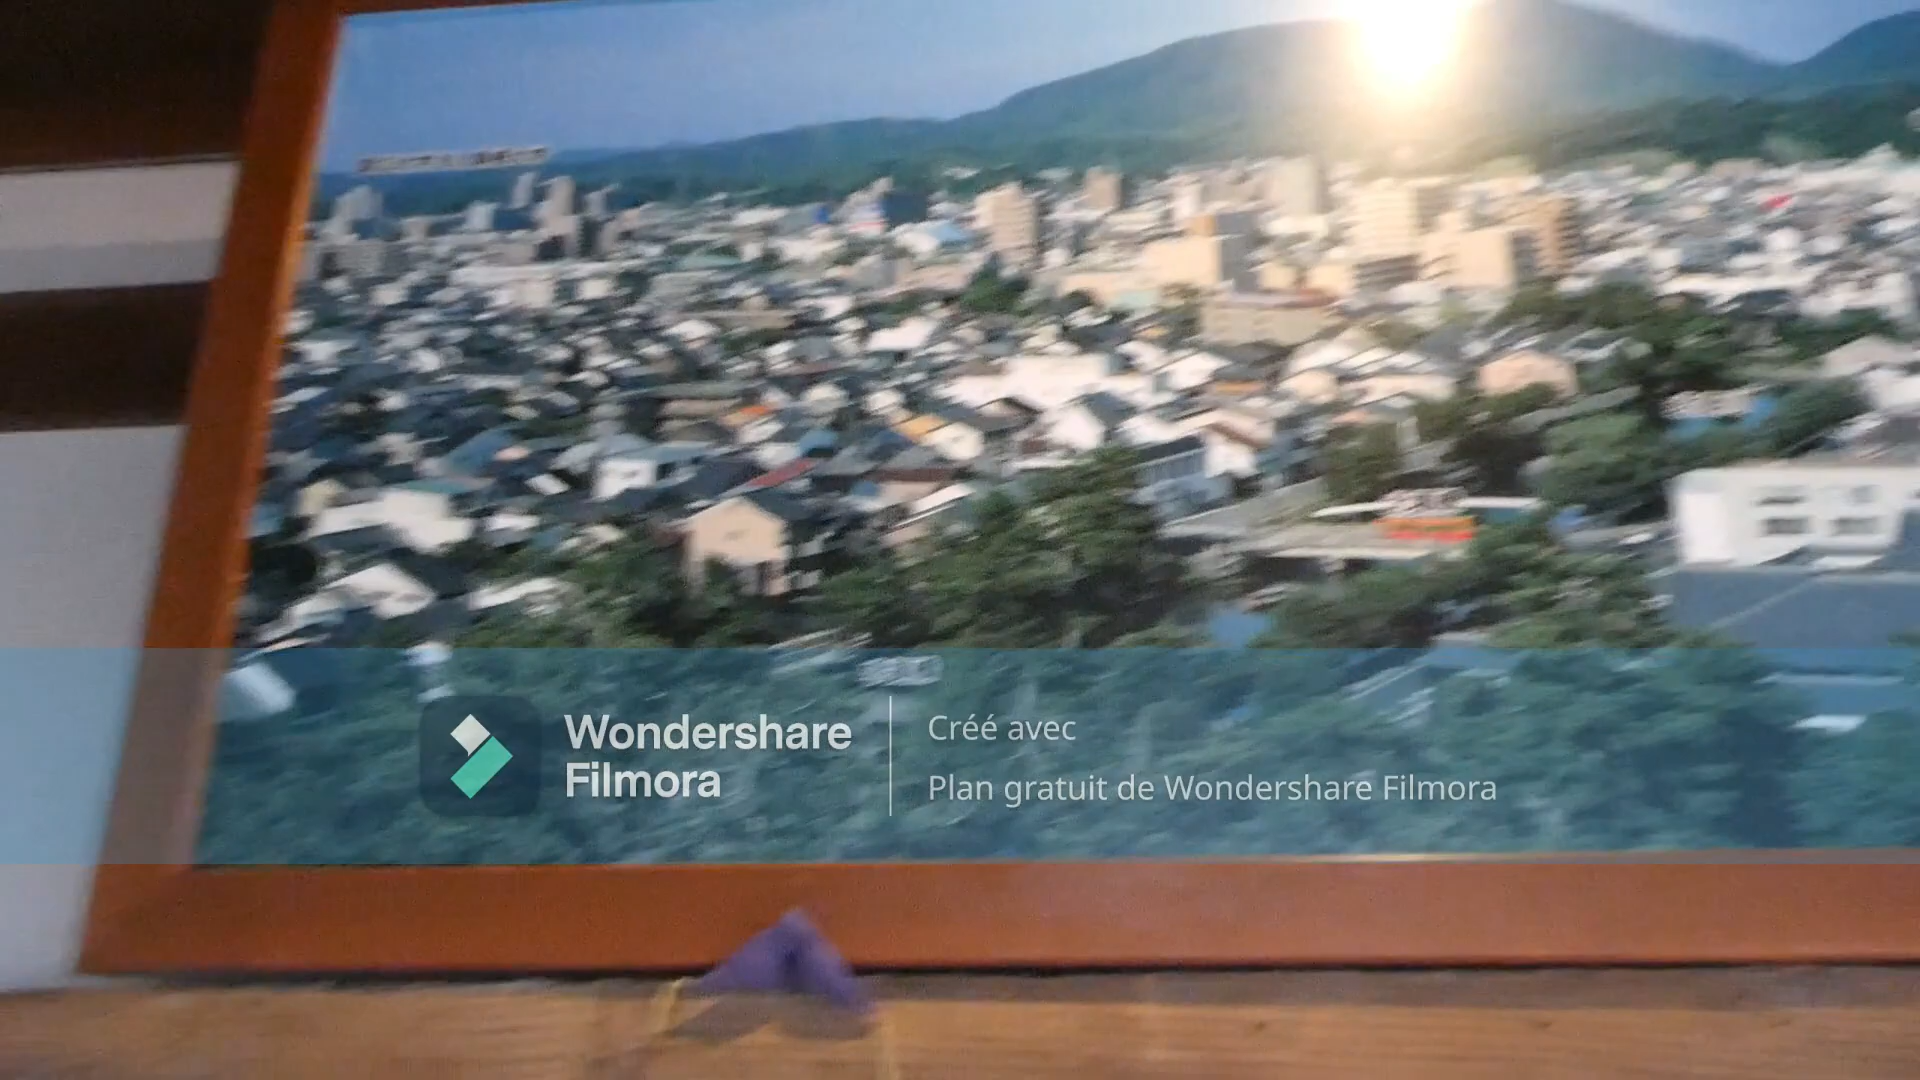 Wondershare
Filmora
Créé avec
Plan gratuit de Wondershare Filmora